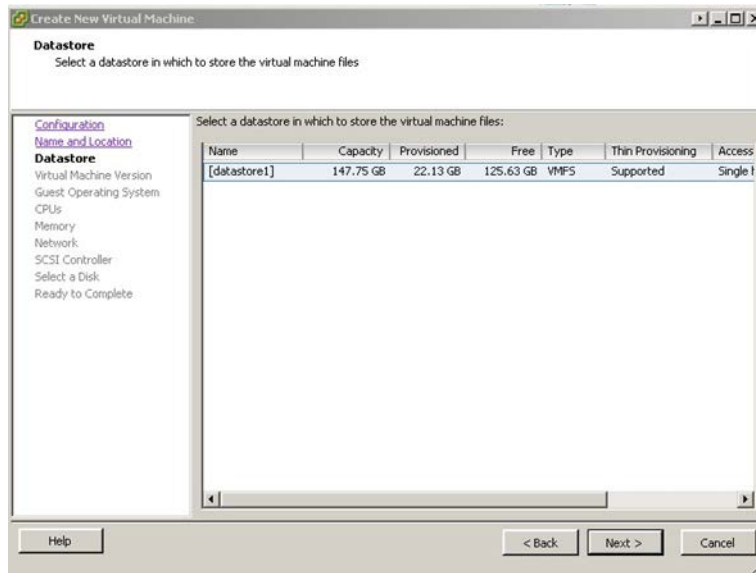 Create New Virtual Machine
Datastore
Select a datastore in which to store the virtual machine files
Configuration
Name and Location
Datastore
Virtual Machine Version
Guest Operating System
CPUs
Memory
Network
SCSI Controller
Select a Disk
Ready to Complete
Select a datastore in which to store the virtual machine files:
Name Capacity Provisioned Free Type Thin Provisioning Access
[datastore1] 147.75 GB 22.13 GB 125.63 GB VMFS Supported Single h
Help < Back Next > Cancel